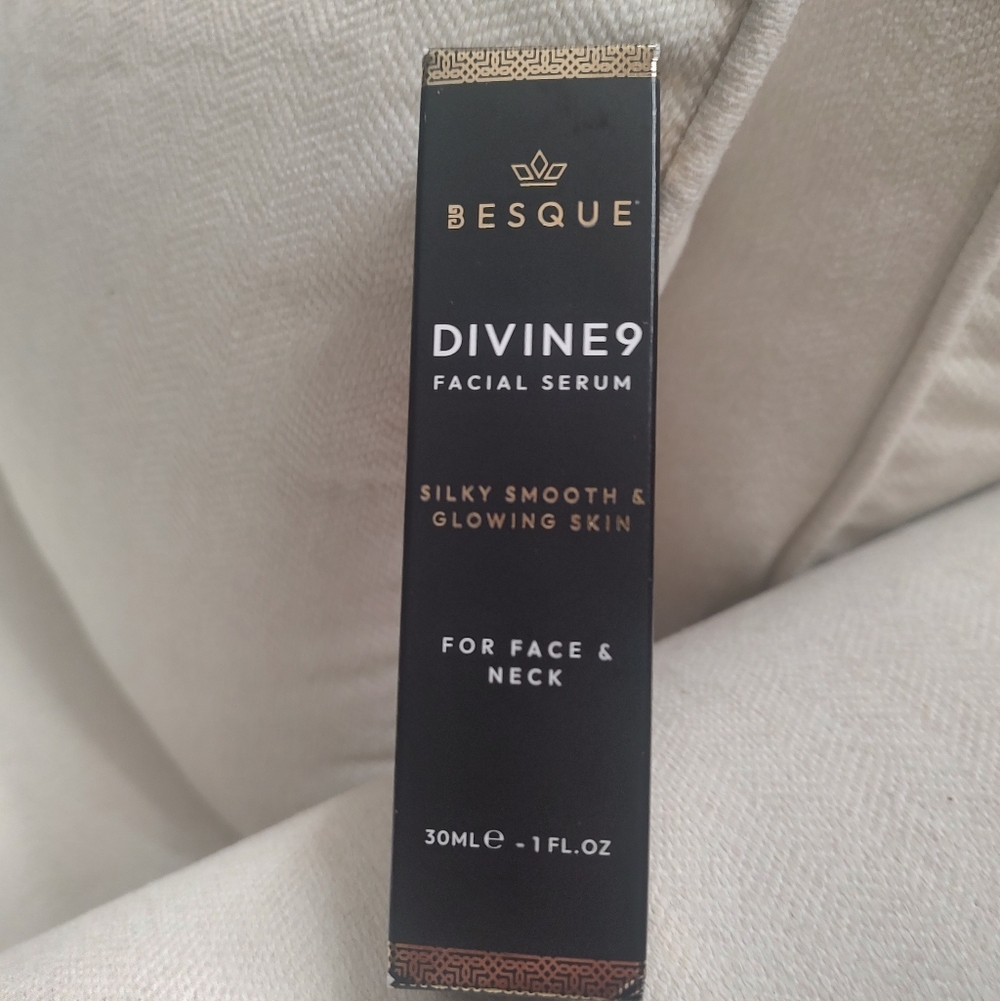 BESQUE
DIVINE9
FACIAL SERUM
SILKY SMOOTH &
GLOWING SKIN
FOR FACE &
NECK
30ML℮ - 1 FL.OZ